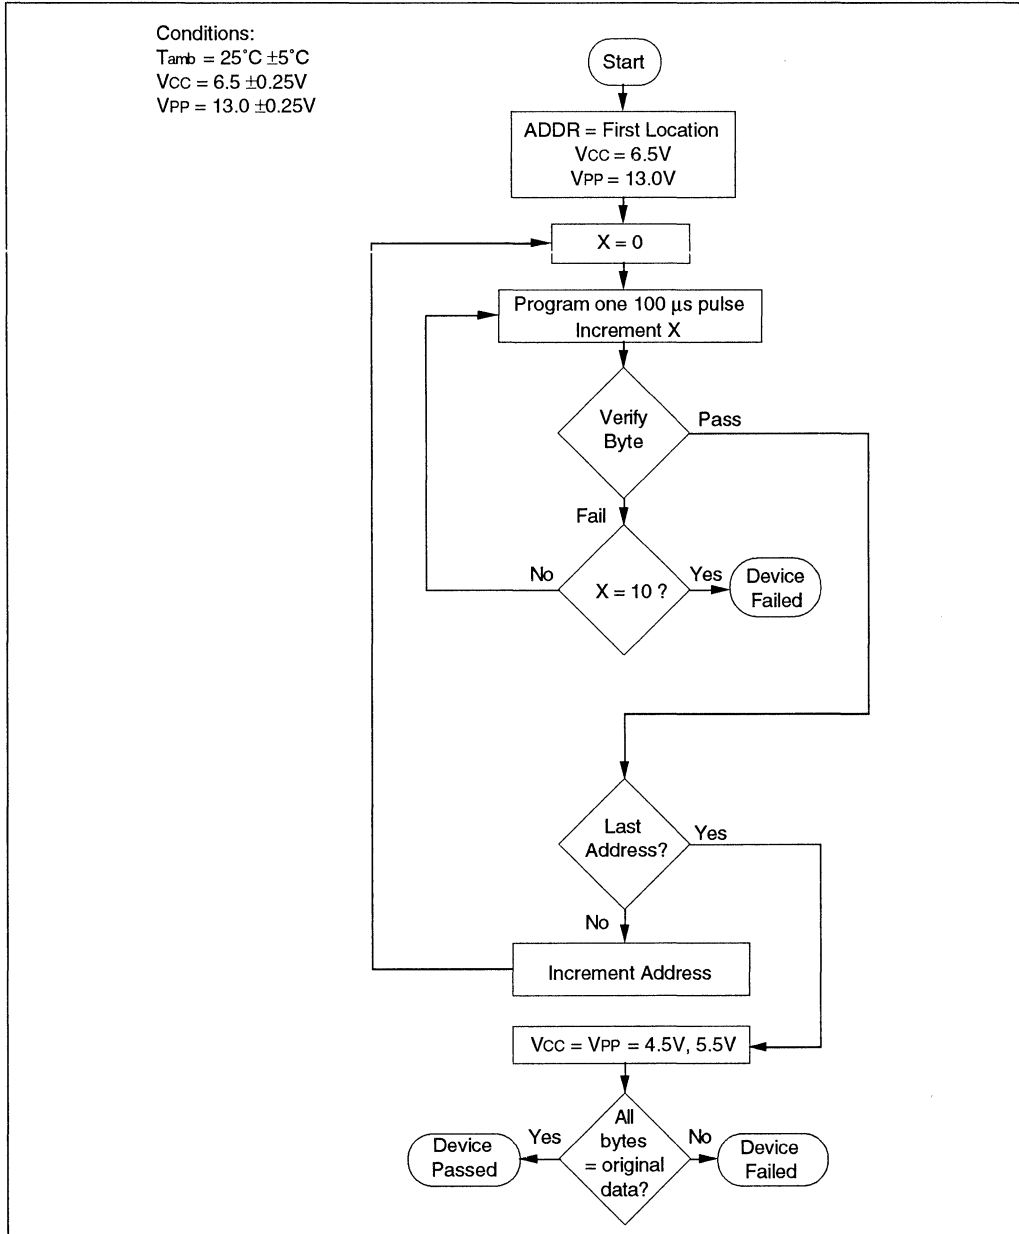 Conditions:
Tamb = 25˚C ±5˚C
VCC = 6.5 ±0.25V
VPP = 13.0 ±0.25V
Start
ADDR = First Location
VCC = 6.5V
VPP = 13.0V
X = 0
Program one 100 µs pulse
Increment X
Verify
Byte
Pass
Fail
No
X = 10 ?
Yes
Device
Failed
Last
Address?
Yes
No
Increment Address
VCC = VPP = 4.5V, 5.5V
All
bytes
= original
data?
Yes
Device
Passed
No
Device
Failed